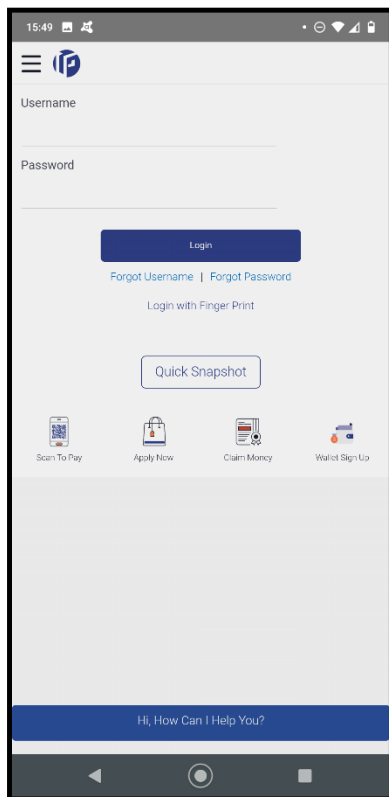 15:49
Username
Password
Login
Forgot Username | Forgot Password
Login with Finger Print
Quick Snapshot
Scan To Pay Apply Now Claim Money Wallet Sign Up
Hi, How Can I Help You?